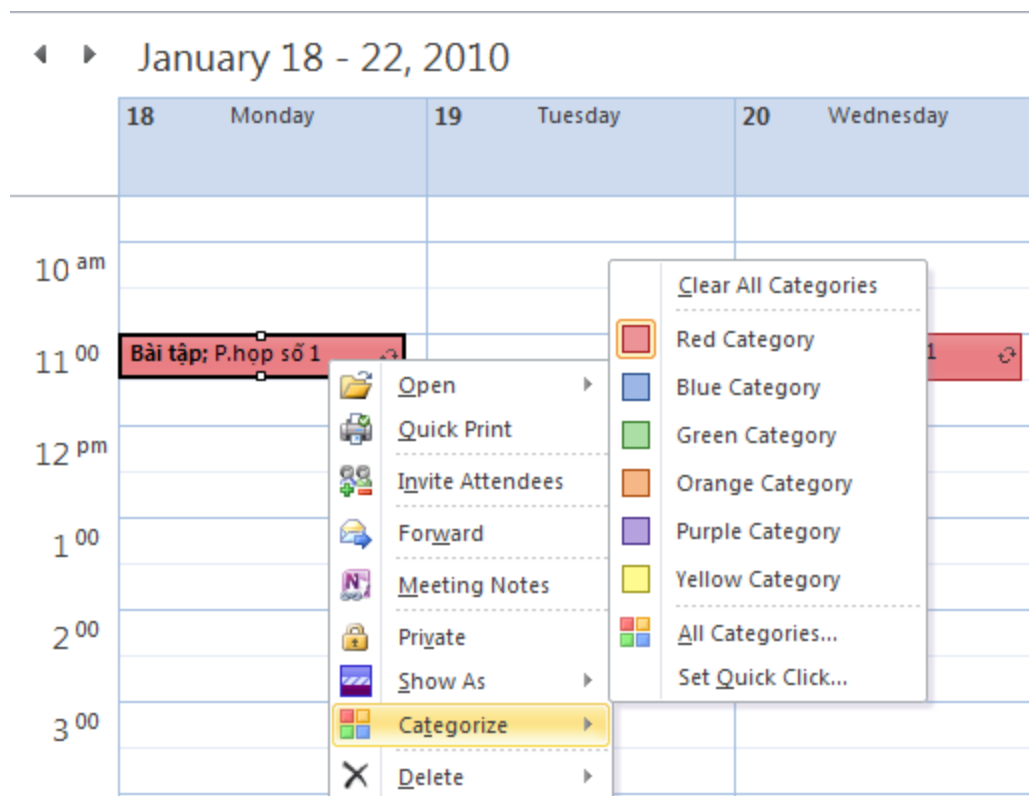 January 18 - 22, 2010
18 Monday 19 Tuesday 20 Wednesday
10 am
11 00
12 pm
1 00
2 00
3 00
Bài tập; P.họp số 1
1
Open
Quick Print
Invite Attendees
Forward
Meeting Notes
Private
Show As
Categorize
Delete
Clear All Categories
Red Category
Blue Category
Green Category
Orange Category
Purple Category
Yellow Category
All Categories...
Set Quick Click...